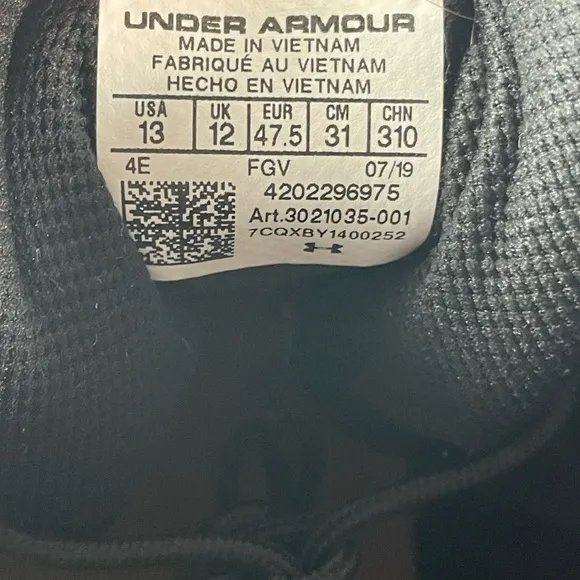 UNDER ARMOUR
MADE IN VIETNAM
FABRIQUÉ AU VIETNAM
HECHO EN VIETNAM
USA UK EUR CM CHN
13 12 47.5 31 310
4E FGV 07/19
4202296975
Art.3021035-001
7CQXBY1400252